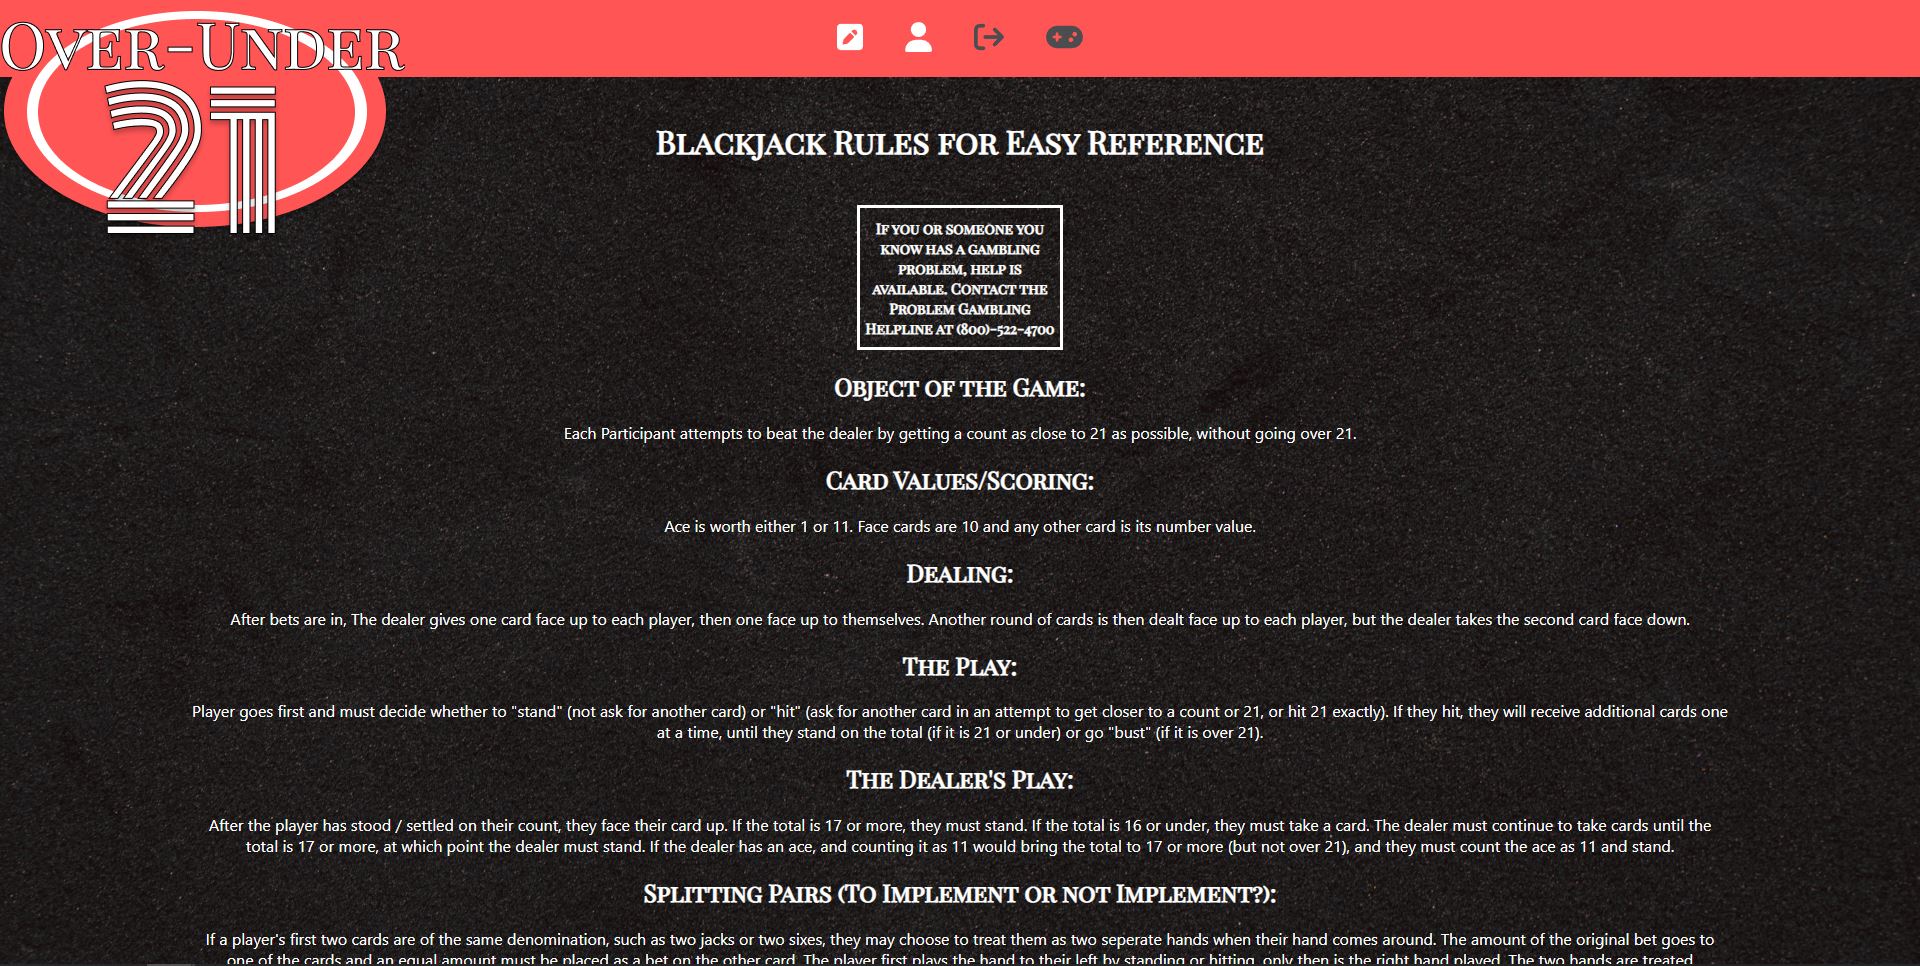 Over-Under
21
Blackjack Rules for Easy Reference
If you or someone you
know has a gambling
problem, help is
available. Contact the
Problem Gambling
Helpline at (800)-522-4700
Object of the Game:
Each Participant attempts to beat the dealer by getting a count as close to 21 as possible, without going over 21.
Card Values/Scoring:
Ace is worth either 1 or 11. Face cards are 10 and any other card is its number value.
Dealing:
After bets are in, The dealer gives one card face up to each player, then one face up to themselves. Another round of cards is then dealt face up to each player, but the dealer takes the second card face down.
The Play:
Player goes first and must decide whether to "stand" (not ask for another card) or "hit" (ask for another card in an attempt to get closer to a count or 21, or hit 21 exactly). If they hit, they will receive additional cards one
at a time, until they stand on the total (if it is 21 or under) or go "bust" (if it is over 21).
The Dealer's Play:
After the player has stood / settled on their count, they face their card up. If the total is 17 or more, they must stand. If the total is 16 or under, they must take a card. The dealer must continue to take cards until the
total is 17 or more, at which point the dealer must stand. If the dealer has an ace, and counting it as 11 would bring the total to 17 or more (but not over 21), and they must count the ace as 11 and stand.
Splitting Pairs (To Implement or not Implement?):
If a player's first two cards are of the same denomination, such as two jacks or two sixes, they may choose to treat them as two seperate hands when their hand comes around. The amount of the original bet goes to
one of the cards and an equal amount must be placed as a bet on the other card. The player first plays the hand to their left by standing or hitting, only then is the right hand played. The two hands are treated